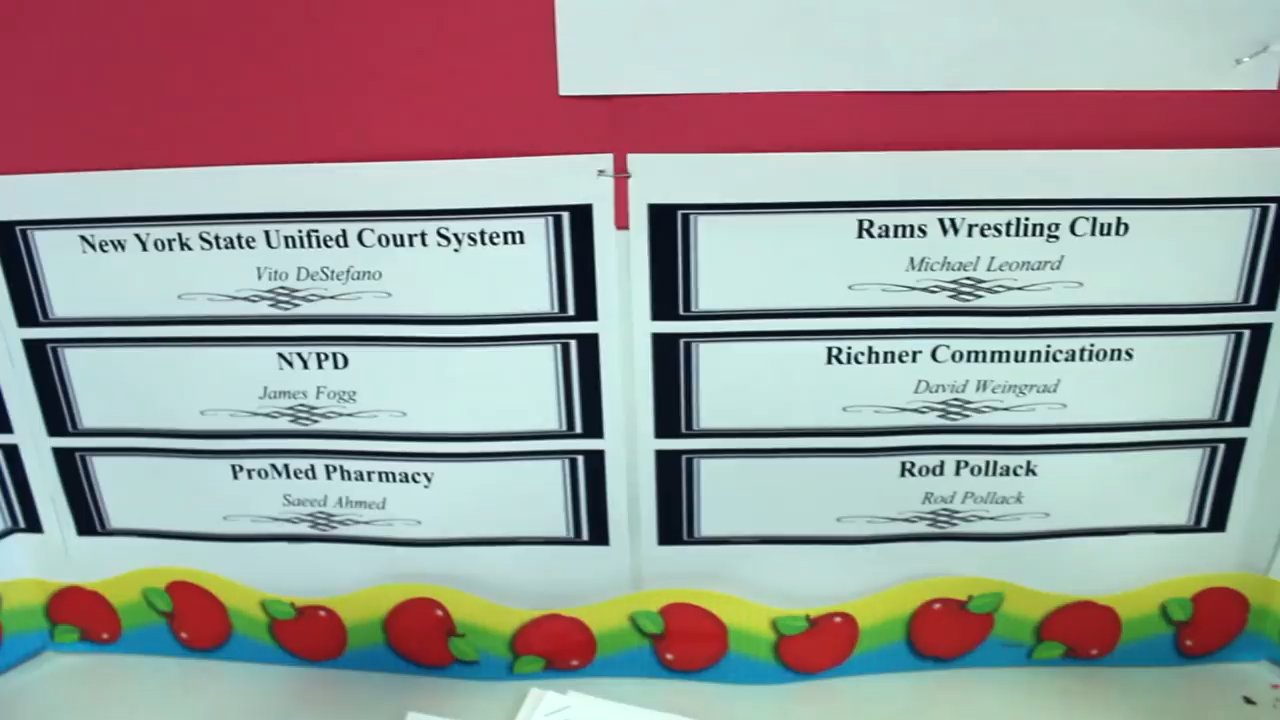 New York State Unified Court System
Vito DeStefano
NYPD
James Fogg
ProMed Pharmacy
Saeed Ahmed
Rams Wrestling Club
Michael Leonard
Richner Communications
David Weingrad
Rod Pollack
Rod Pollack